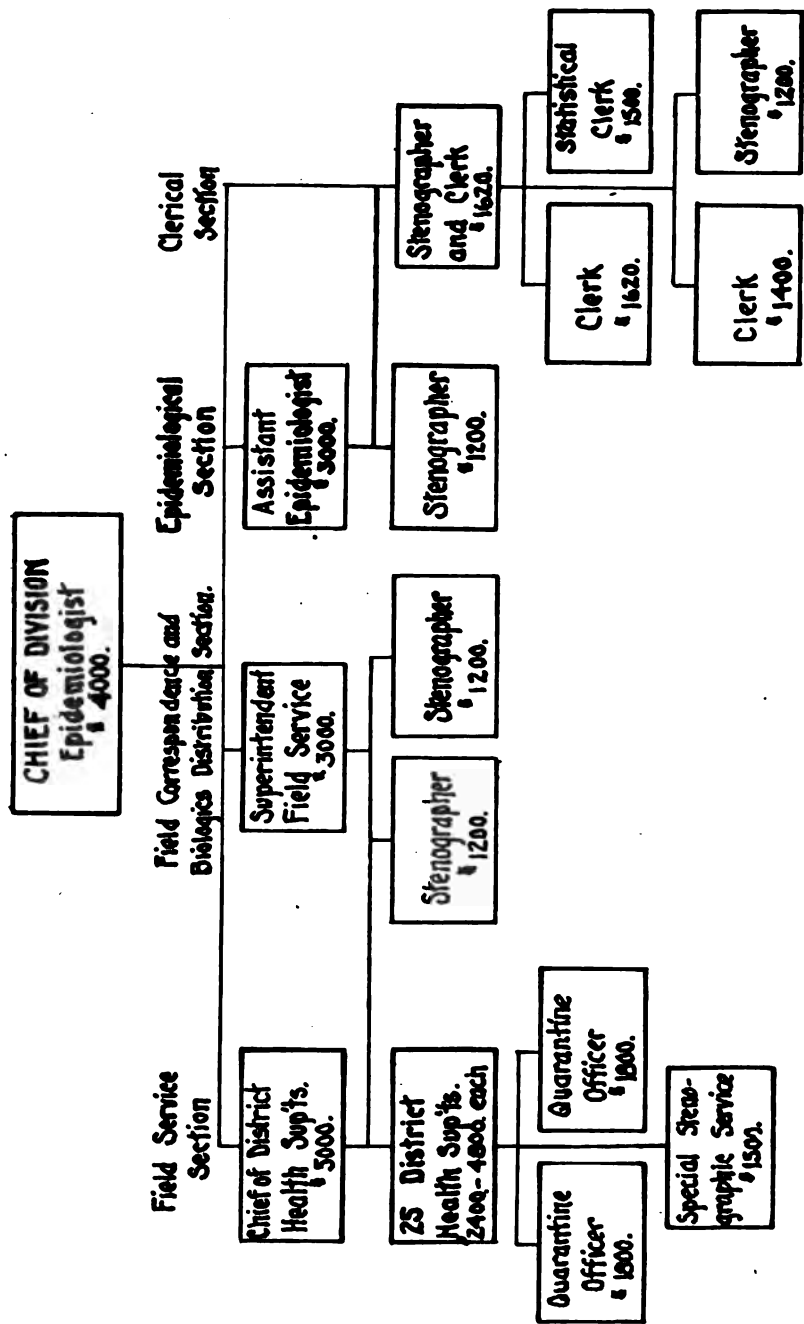 CHIEF OF DIVISION
Epidemiologist
$ 4000.
Field Service
Section
Field Correspondence and
Biologics Distribution Section.
Epidemiological
Section
Clerical
Section
Chief of District
Health Sup'ts.
$ 5000.
Superintendent
Field Service
$ 3000.
Assistant
Epidemiologist
$ 3000.
25 District
Health Sup'ts.
2400.-4800. each
Stenographer
$ 1200.
Stenographer
$ 1200.
Stenographer
$ 1200.
Stenographer
and Clerk
$ 1620.
Quarantine
Officer
$ 1800.
Quarantine
Officer
$ 1800.
Clerk
$ 1620.
Statistical
Clerk
$ 1500.
Special Steno-
graphic Service
$ 1500.
Clerk
$ 1400.
Stenographer
$ 1200.